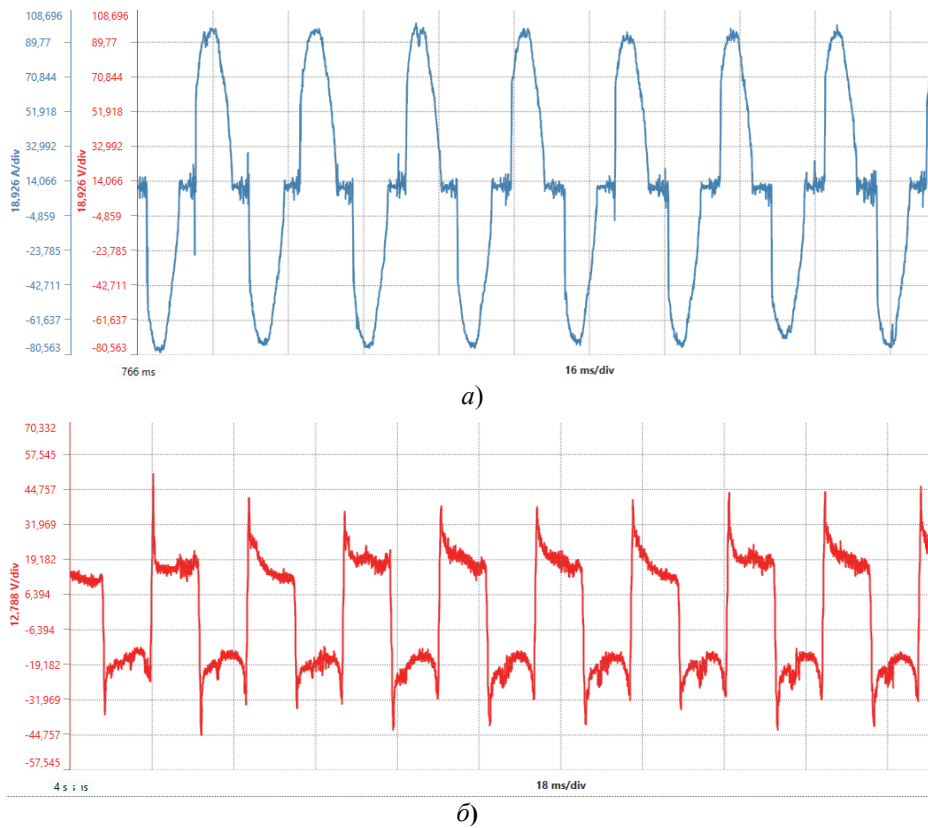 108,696 108,696
89,77 89,77
70,844 70,844
51,918 51,918
32,992 32,992
14,066 14,066
-4,859 -4,859
-23,785 -23,785
-42,711 -42,711
-61,637 -61,637
-80,563 -80,563
18,926 A/div
18,926 V/div
766 ms
16 ms/div
а)
70,332
57,545
44,757
31,969
19,182
6,394
-6,394
-19,182
-31,969
-44,757
-57,545
12,788 V/div
4 s
18 ms/div
б)